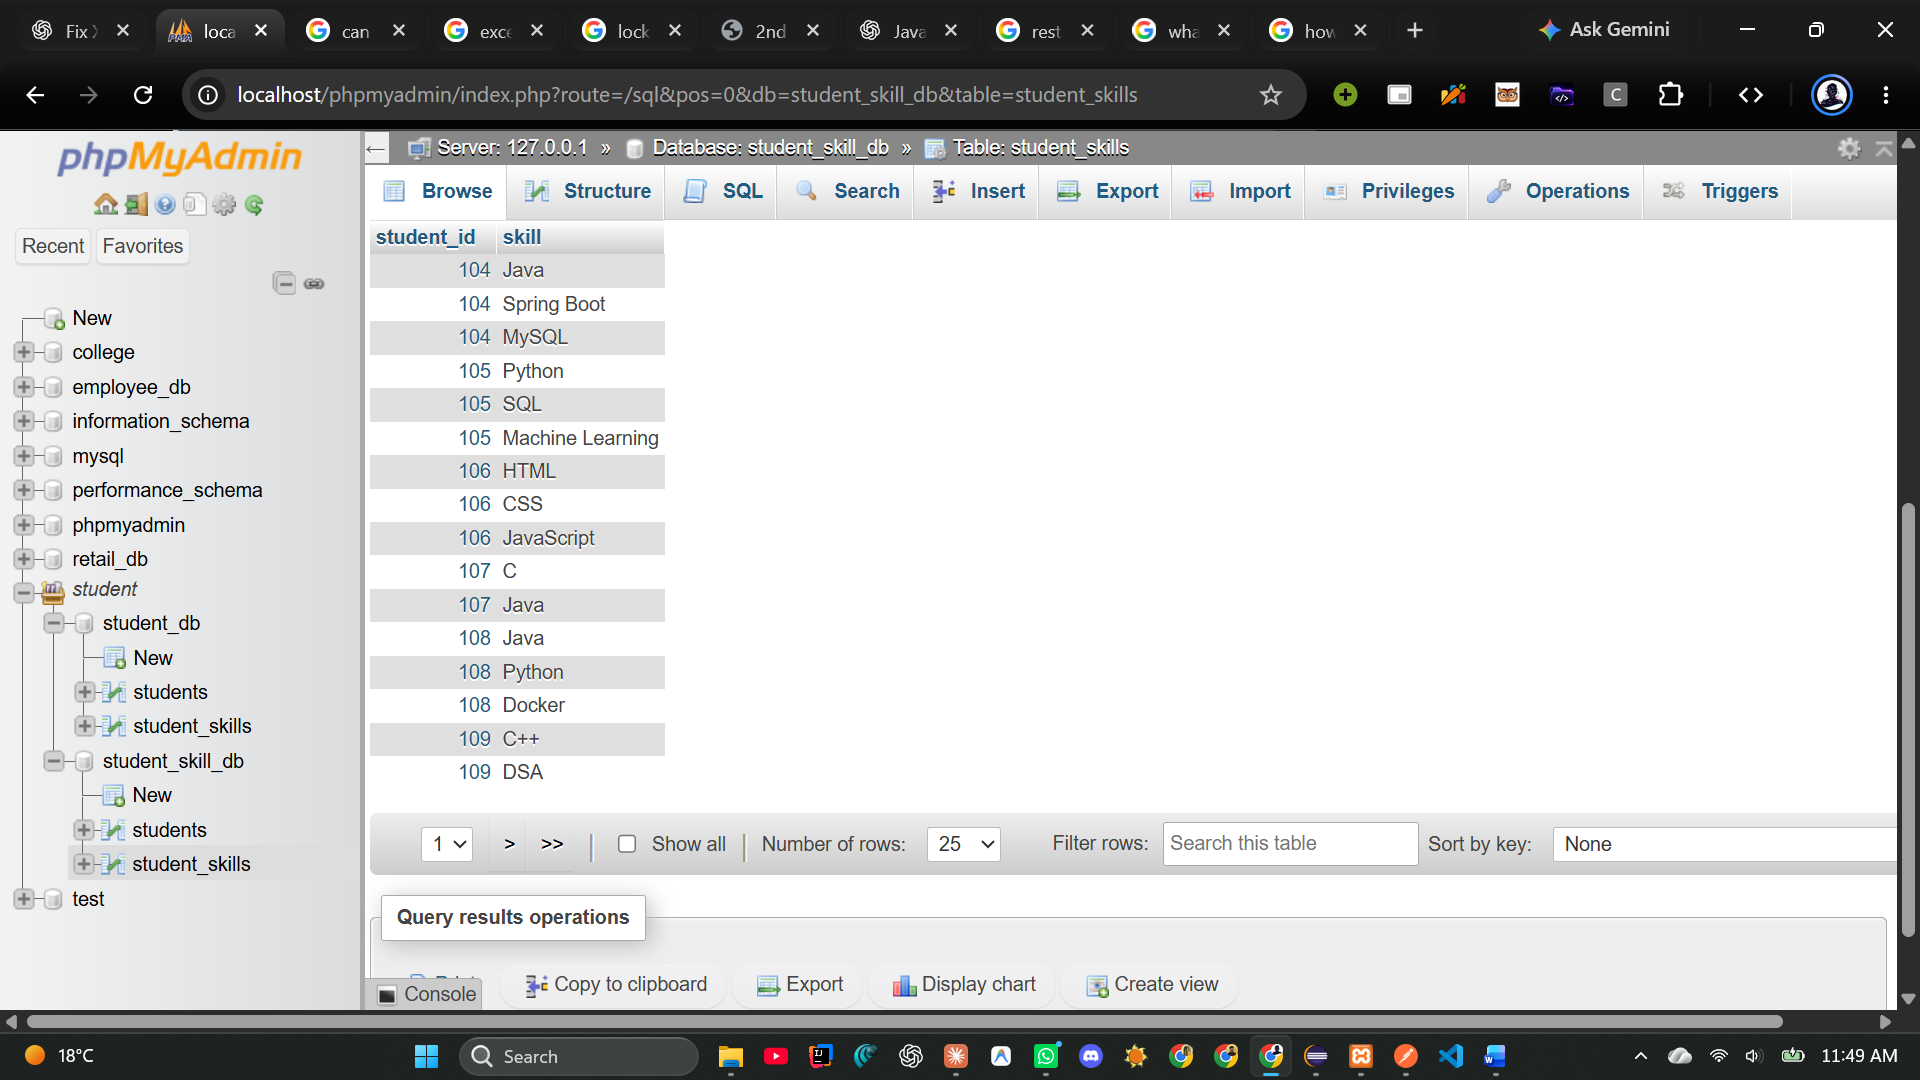 Fix
loca
can
exce
lock
2nd
Java
rest
wha
how
Ask Gemini
localhost/phpmyadmin/index.php?route=/sql&pos=0&db=student_skill_db&table=student_skills
C
phpMyAdmin
Recent
Favorites
New
college
employee_db
information_schema
mysql
performance_schema
phpmyadmin
retail_db
student
student_db
New
students
student_skills
student_skill_db
New
students
student_skills
test
Server: 127.0.0.1 » Database: student_skill_db » Table: student_skills
Browse Structure SQL Search Insert Export Import Privileges Operations Triggers
student_id skill
104 Java
104 Spring Boot
104 MySQL
105 Python
105 SQL
105 Machine Learning
106 HTML
106 CSS
106 JavaScript
107 C
107 Java
108 Java
108 Python
108 Docker
109 C++
109 DSA
1 > >> | Show all | Number of rows: 25 Filter rows: Search this table Sort by key: None
Query results operations
Copy to clipboard Export Display chart Create view
Console
18°C
Search
11:49 AM